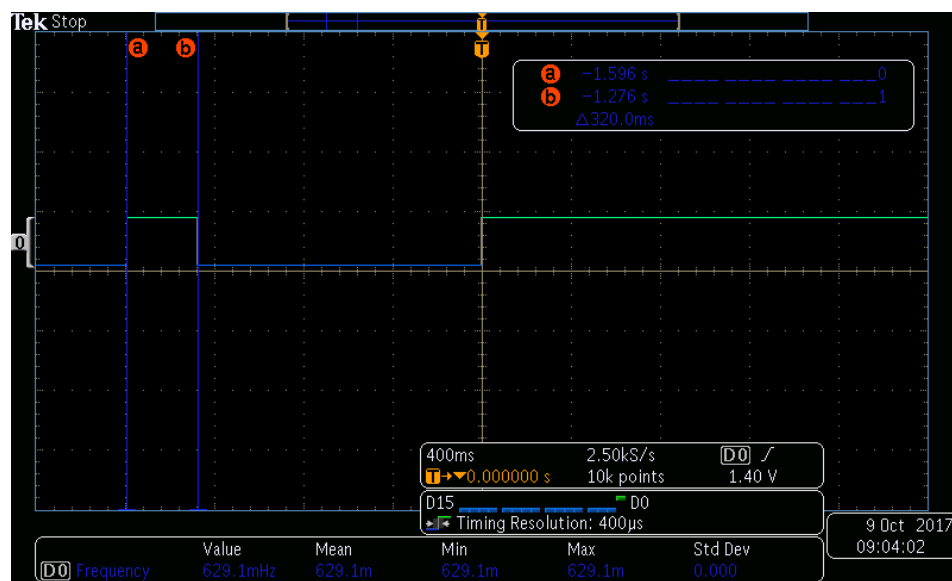 Tek Stop
T
a b T
a -1.596 s ____ ____ ____ ___0
b -1.276 s ____ ____ ____ ___1
Δ320.0ms
0
400ms 2.50kS/s D0 /
T→▼0.000000 s 10k points 1.40 V
D15 D0
Timing Resolution: 400µs
9 Oct 2017
09:04:02
Value Mean Min Max Std Dev
D0 Frequency 629.1mHz 629.1m 629.1m 629.1m 0.000